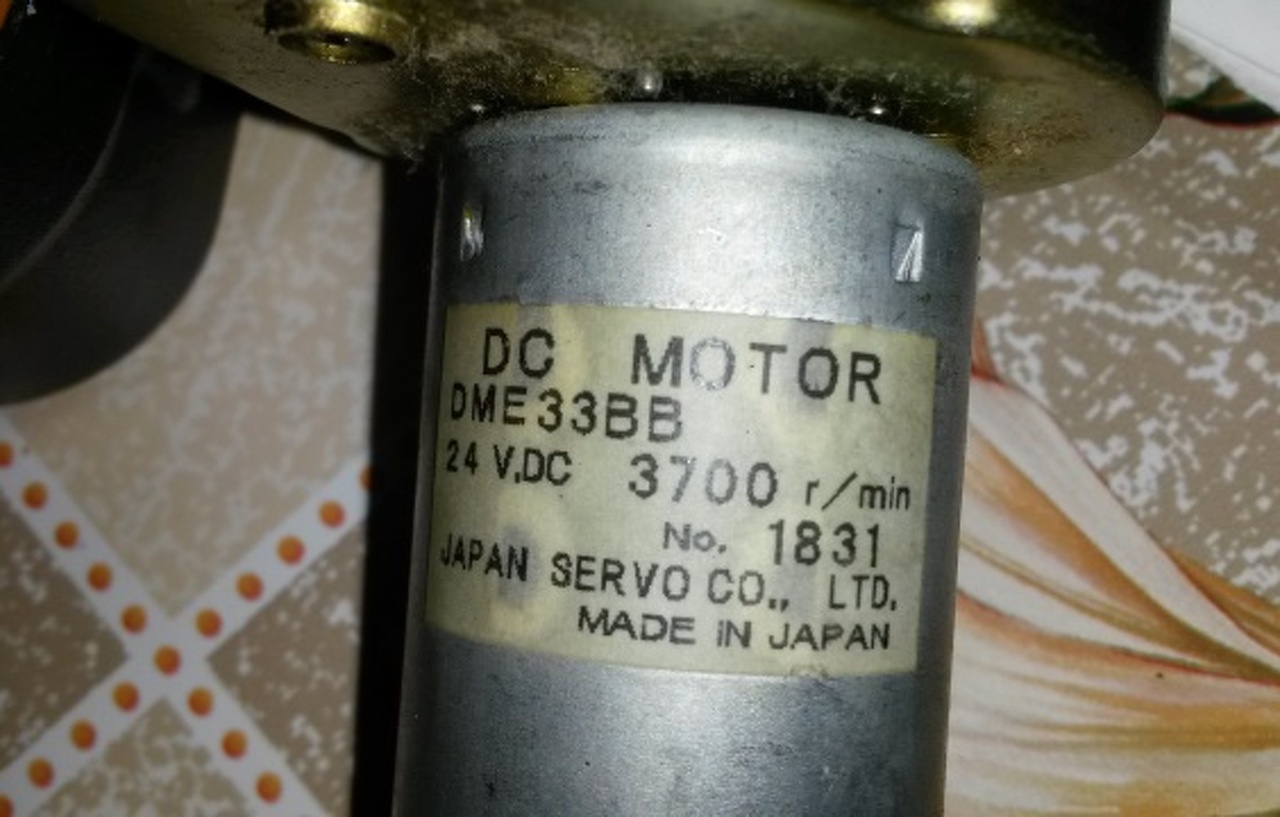 DC MOTOR
DME33BB
24 V.DC 3700 r/min
No. 1831
JAPAN SERVO CO., LTD.
MADE IN JAPAN